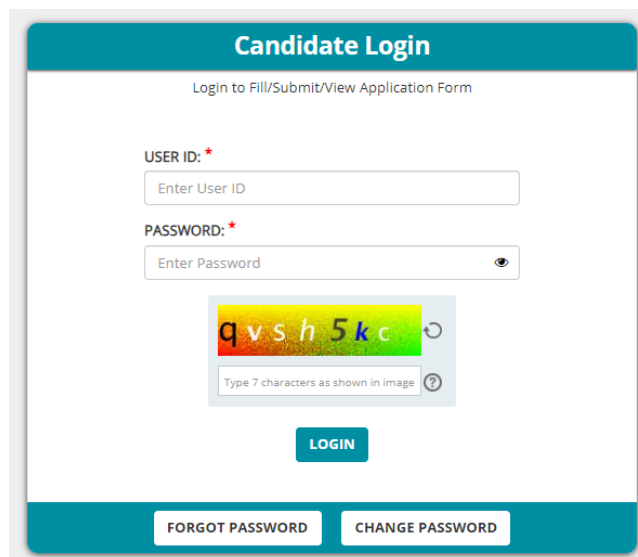 Candidate Login
Login to Fill/Submit/View Application Form
USER ID: *
Enter User ID
PASSWORD: *
Enter Password
q v s h 5 k c
Type 7 characters as shown in image
?
LOGIN
FORGOT PASSWORD CHANGE PASSWORD